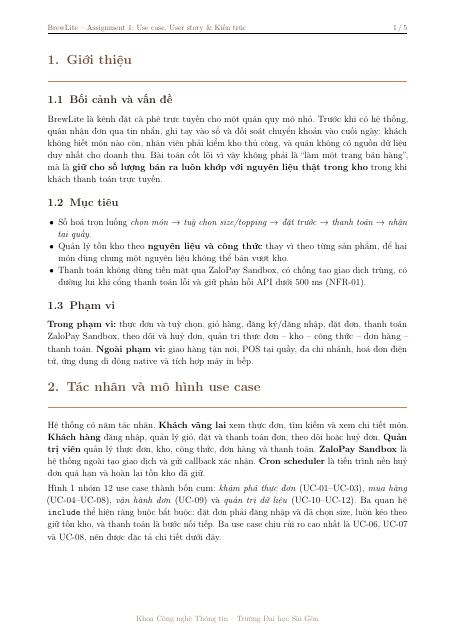 BrewLite – Assignment 1: Use case, User story & Kiến trúc
1 / 5
1. Giới thiệu
1.1 Bối cảnh và vấn đề
BrewLite là kênh đặt cà phê trực tuyến cho một quán quy mô nhỏ. Trước khi có hệ thống,
quán nhận đơn qua tin nhắn, ghi tay vào sổ và đối soát chuyển khoản vào cuối ngày: khách
không biết món nào còn, nhân viên phải kiểm kho thủ công, và quán không có nguồn dữ liệu
duy nhất cho doanh thu. Bài toán cốt lõi vì vậy không phải là “làm một trang bán hàng”,
mà là giữ cho số lượng bán ra luôn khớp với nguyên liệu thật trong kho trong khi
khách thanh toán trực tuyến.
1.2 Mục tiêu
• Số hoá trọn luồng chọn món → tuỳ chọn size/topping → đặt trước → thanh toán → nhận
tại quầy.
• Quản lý tồn kho theo nguyên liệu và công thức thay vì theo từng sản phẩm, để hai
món dùng chung một nguyên liệu không thể bán vượt kho.
• Thanh toán không dùng tiền mặt qua ZaloPay Sandbox, có chống tạo giao dịch trùng, có
đường lui khi cổng thanh toán lỗi và giữ phản hồi API dưới 500 ms (NFR-01).
1.3 Phạm vi
Trong phạm vi: thực đơn và tuỳ chọn, giỏ hàng, đăng ký/đăng nhập, đặt đơn, thanh toán
ZaloPay Sandbox, theo dõi và huỷ đơn, quản trị thực đơn – kho – công thức – đơn hàng –
thanh toán. Ngoài phạm vi: giao hàng tận nơi, POS tại quầy, đa chi nhánh, hoá đơn điện
tử, ứng dụng di động native và tích hợp máy in bếp.
2. Tác nhân và mô hình use case
Hệ thống có năm tác nhân. Khách vãng lai xem thực đơn, tìm kiếm và xem chi tiết món.
Khách hàng đăng nhập, quản lý giỏ, đặt và thanh toán đơn, theo dõi hoặc huỷ đơn. Quản
trị viên quản lý thực đơn, kho, công thức, đơn hàng và thanh toán. ZaloPay Sandbox là
hệ thống ngoài tạo giao dịch và gửi callback xác nhận. Cron scheduler là tiến trình nền huỷ
đơn quá hạn và hoàn lại tồn kho đã giữ.
Hình 1 nhóm 12 use case thành bốn cụm: khám phá thực đơn (UC-01–UC-03), mua hàng
(UC-04–UC-08), vận hành đơn (UC-09) và quản trị dữ liệu (UC-10–UC-12). Ba quan hệ
include thể hiện ràng buộc bắt buộc: đặt đơn phải đăng nhập và đã chọn size, luôn kéo theo
giữ tồn kho, và thanh toán là bước nối tiếp. Ba use case chịu rủi ro cao nhất là UC-06, UC-07
và UC-08, nên được đặc tả chi tiết dưới đây.
Khoa Công nghệ Thông tin – Trường Đại học Sài Gòn